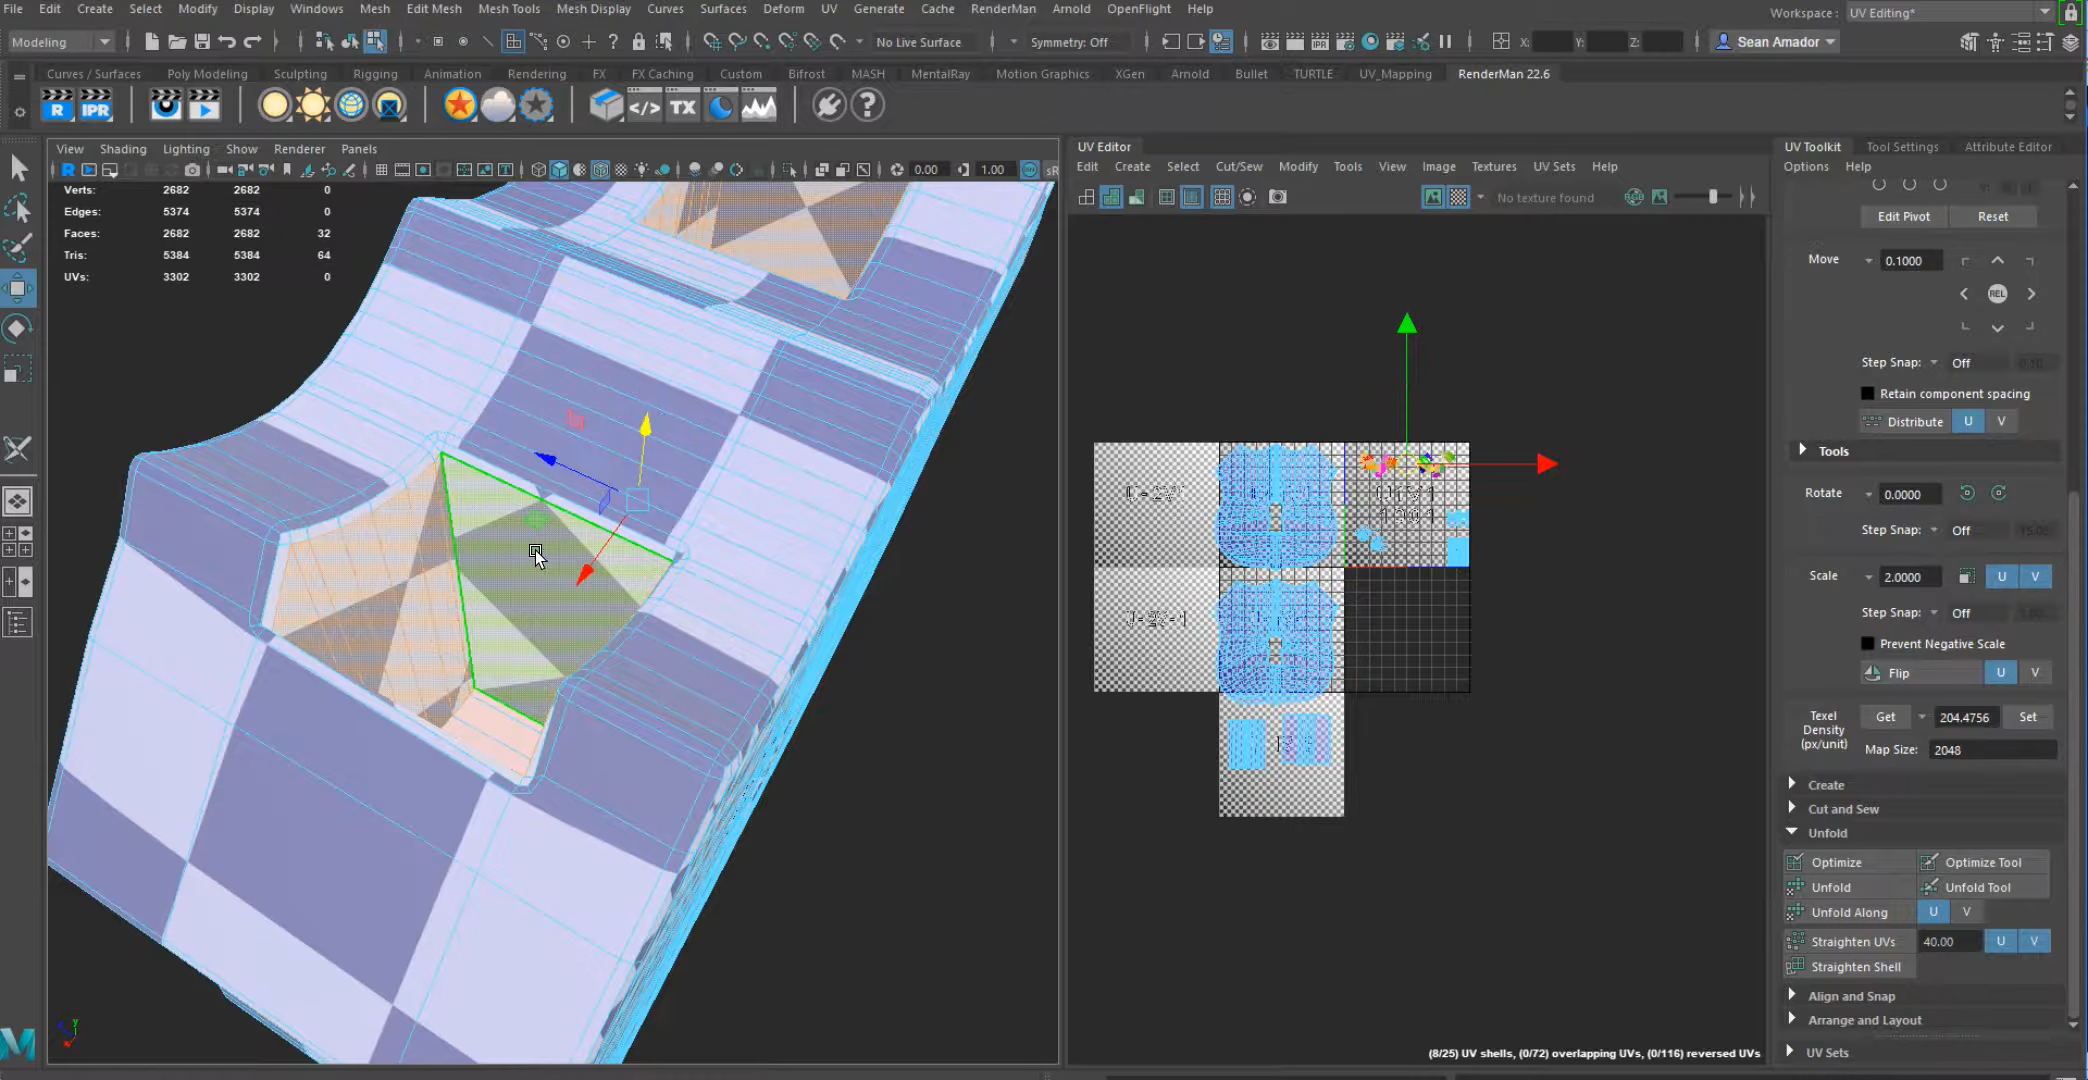 File Edit Create Select Modify Display Windows Mesh Edit Mesh Mesh Tools Mesh Display Curves Surfaces Deform UV Generate Cache RenderMan Arnold OpenFlight Help
Workspace : UV Editing*
Modeling
No Live Surface
Symmetry: Off
X: Y: Z:
Sean Amador
Curves / Surfaces Poly Modeling Sculpting Rigging Animation Rendering FX FX Caching Custom Bifrost MASH MentalRay Motion Graphics XGen Arnold Bullet TURTLE UV_Mapping RenderMan 22.6
R IPR </> TX
View Shading Lighting Show Renderer Panels
0.00 1.00
Verts: 2682 2682 0
Edges: 5374 5374 0
Faces: 2682 2682 32
Tris: 5384 5384 64
UVs: 3302 3302 0
UV Editor
Edit Create Select Cut/Sew Modify Tools View Image Textures UV Sets Help
No texture found
(8/25) UV shells, (0/72) overlapping UVs, (0/116) reversed UVs
UV Toolkit Tool Settings Attribute Editor
Options Help
Edit Pivot Reset
Move 0.1000
REL
Step Snap: Off
Retain component spacing
Distribute U V
Tools
Rotate 0.0000
Step Snap: Off
Scale 2.0000 U V
Step Snap: Off
Prevent Negative Scale
Flip U V
Texel Density (px/unit) Get 204.4756 Set
Map Size: 2048
Create
Cut and Sew
Unfold
Optimize Optimize Tool
Unfold Unfold Tool
Unfold Along U V
Straighten UVs 40.00 U V
Straighten Shell
Align and Snap
Arrange and Layout
UV Sets